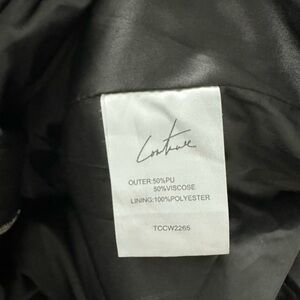 Couture
OUTER:50%PU
50%VISCOSE
LINING:100%POLYESTER
TCCW2265